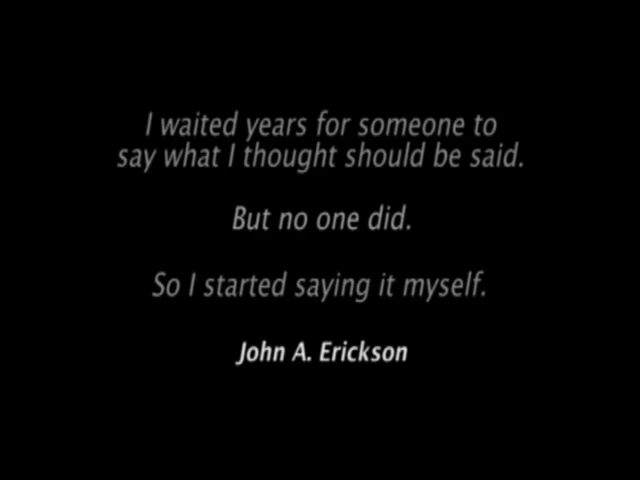 I waited years for someone to
say what I thought should be said.
But no one did.
So I started saying it myself.
John A. Erickson